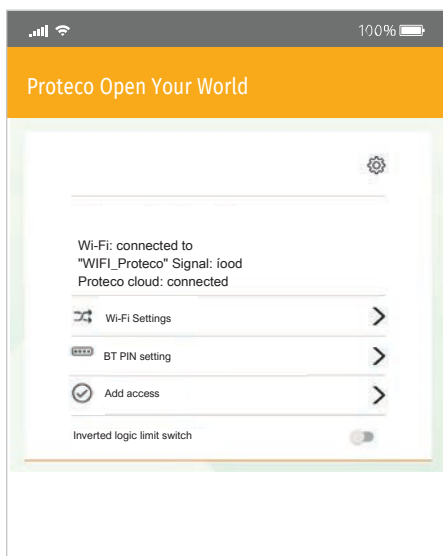 100%
Proteco Open Your World
Wi-Fi: connected to
"WIFI_Proteco" Signal: íood
Proteco cloud: connected
Wi-Fi Settings
BT PIN setting
Add access
Inverted logic limit switch